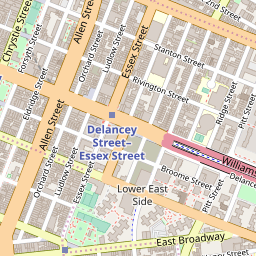 Chrystie Street
Forsyth Street
Allen Street
Orchard Street
Ludlow Street
Essex Street
Stanton Street
Rivington Street
Eldridge Street
Allen Street
Ridge Street
Pitt Street
Delancey
Street–
Essex Street
Williams
Orchard Street
Ludlow Street
Essex Street
Broome Street
Delancey
Lower East
Side
East Broadway